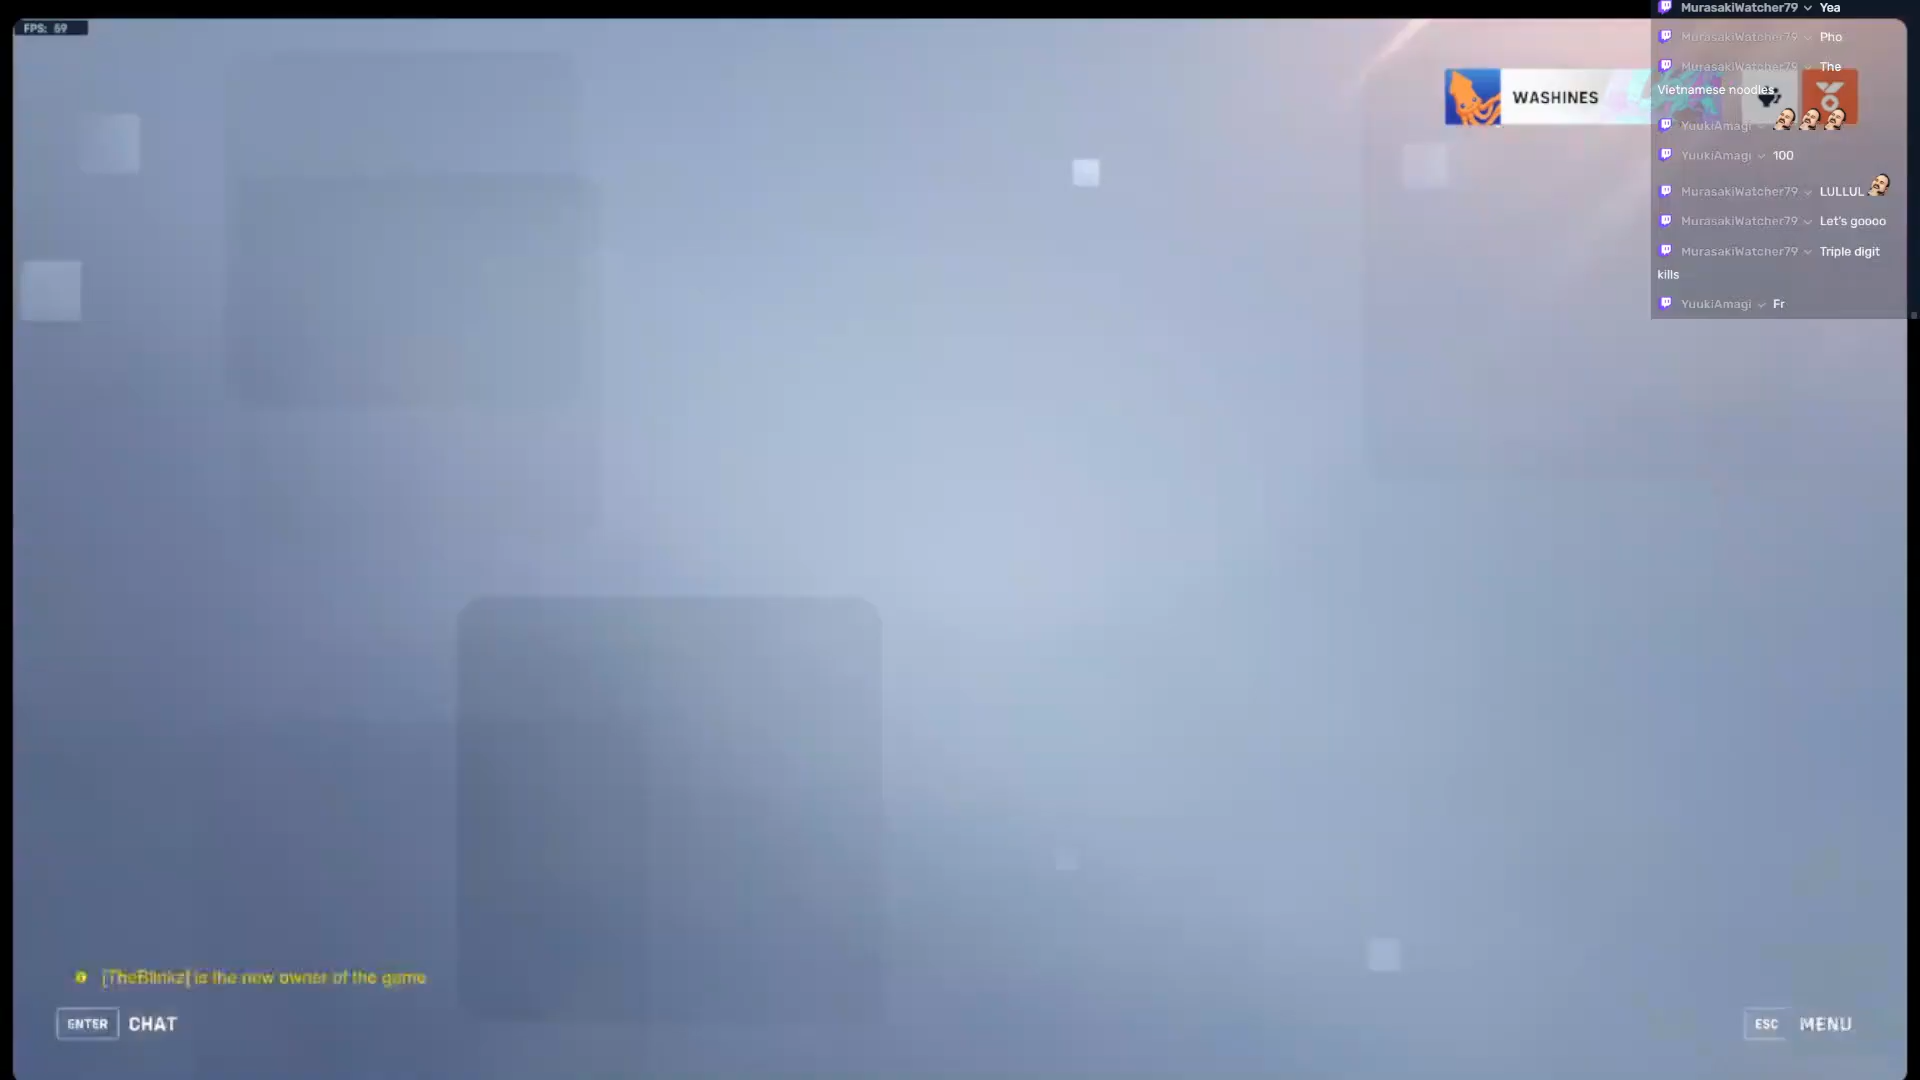 FPS: 59
MurasakiWatcher79 Yea
MurasakiWatcher79 Pho
MurasakiWatcher79 The
Vietnamese noodles
WASHINES
YuukiAmagi
YuukiAmagi 100
MurasakiWatcher79 LULLUL
MurasakiWatcher79 Let's goooo
MurasakiWatcher79 Triple digit
kills
YuukiAmagi Fr
[TheBlinkz] is the new owner of the game
ENTER CHAT
ESC MENU